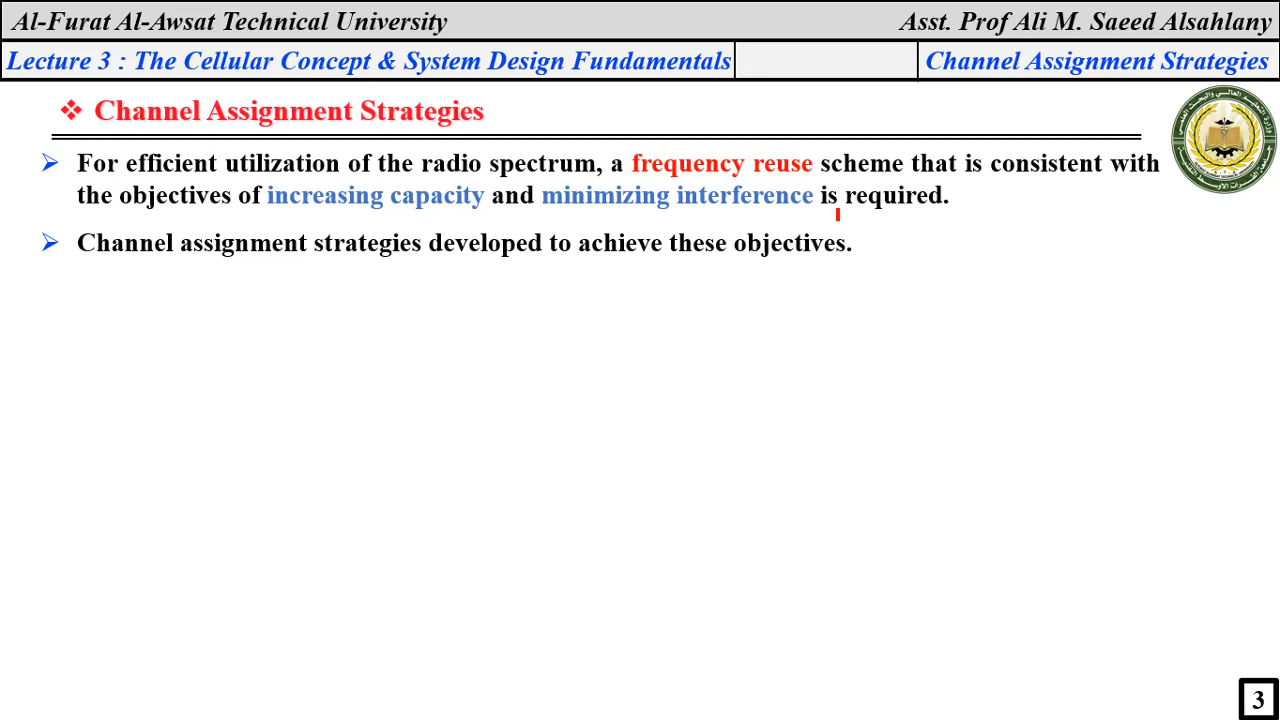 Al-Furat Al-Awsat Technical University
Asst. Prof Ali M. Saeed Alsahlany
Lecture 3 : The Cellular Concept & System Design Fundamentals
Channel Assignment Strategies
❖ Channel Assignment Strategies
➢ For efficient utilization of the radio spectrum, a frequency reuse scheme that is consistent with
the objectives of increasing capacity and minimizing interference is required.
➢ Channel assignment strategies developed to achieve these objectives.
3